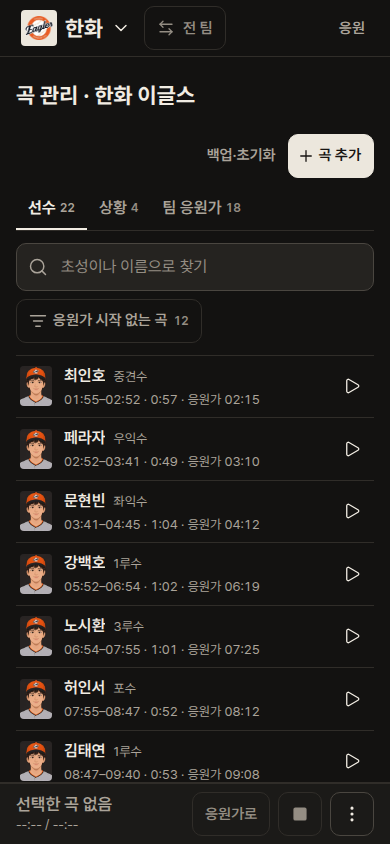 Eagles
한화
전 팀
응원
곡 관리 · 한화 이글스
백업·초기화
곡 추가
선수 22
상황 4
팀 응원가 18
초성이나 이름으로 찾기
응원가 시작 없는 곡 12
최인호 중견수
01:55–02:52 · 0:57 · 응원가 02:15
페라자 우익수
02:52–03:41 · 0:49 · 응원가 03:10
문현빈 좌익수
03:41–04:45 · 1:04 · 응원가 04:12
강백호 1루수
05:52–06:54 · 1:02 · 응원가 06:19
노시환 3루수
06:54–07:55 · 1:01 · 응원가 07:25
허인서 포수
07:55–08:47 · 0:52 · 응원가 08:12
김태연 1루수
08:47–09:40 · 0:53 · 응원가 09:08
선택한 곡 없음
--:-- / --:--
응원가로